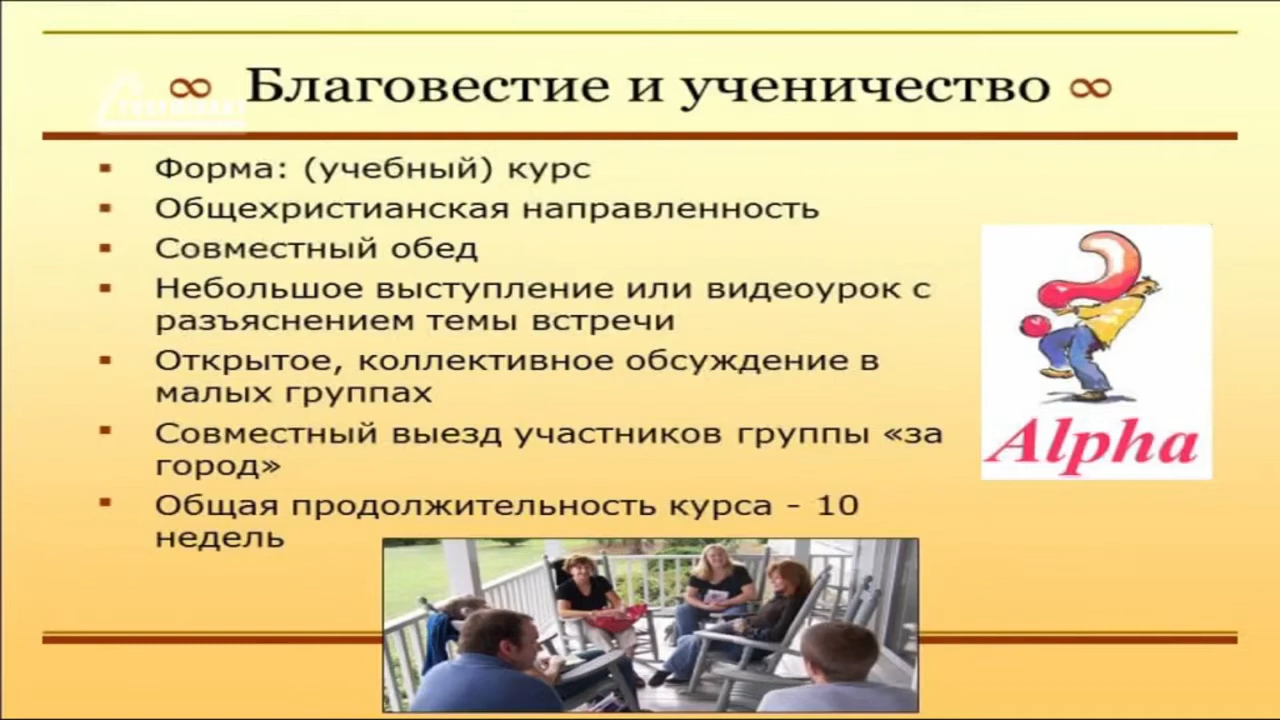 ∞ Благовестие и ученичество ∞
▪ Форма: (учебный) курс
▪ Общехристианская направленность
▪ Совместный обед
▪ Небольшое выступление или видеоурок с
разъяснением темы встречи
▪ Открытое, коллективное обсуждение в
малых группах
▪ Совместный выезд участников группы «за
город»
▪ Общая продолжительность курса - 10
недель
Alpha